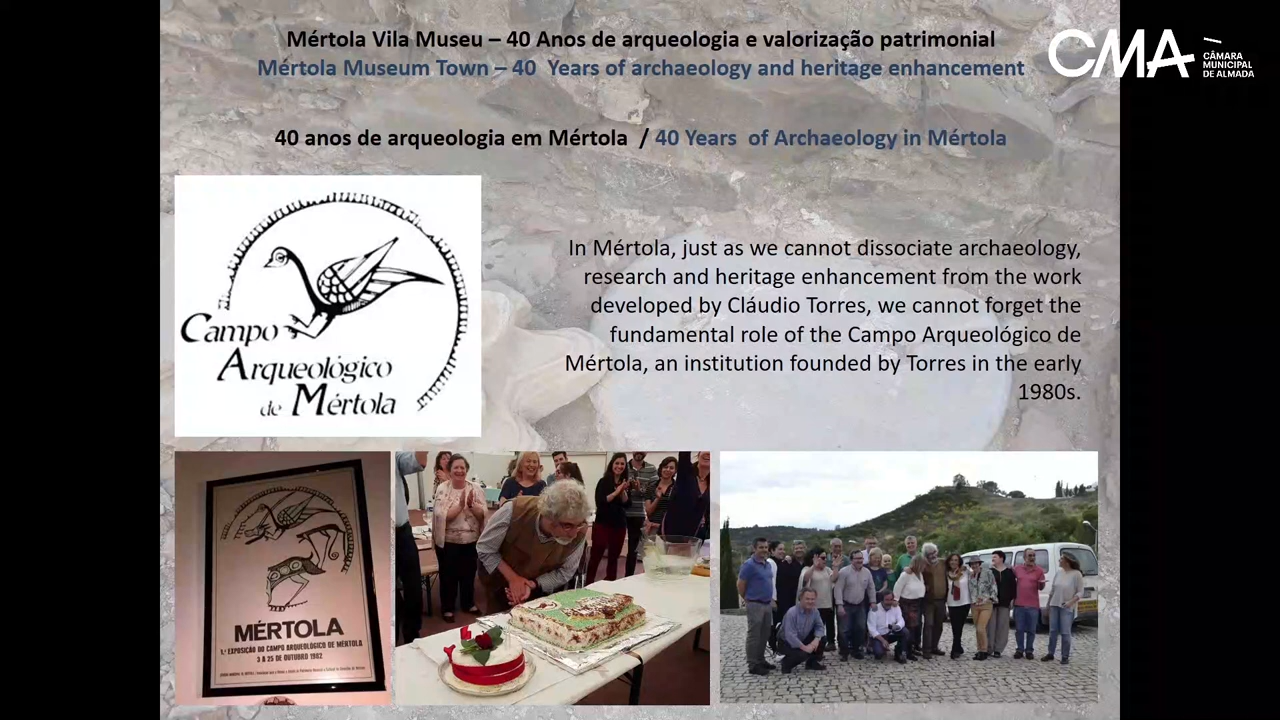 Mértola Vila Museu – 40 Anos de arqueologia e valorização patrimonial
Mértola Museum Town – 40 Years of archaeology and heritage enhancement
CMA
CÂMARA
MUNICIPAL
DE ALMADA
40 anos de arqueologia em Mértola / 40 Years of Archaeology in Mértola
Campo
Arqueológico
de Mértola
In Mértola, just as we cannot dissociate archaeology,
research and heritage enhancement from the work
developed by Cláudio Torres, we cannot forget the
fundamental role of the Campo Arqueológico de
Mértola, an institution founded by Torres in the early
1980s.
MÉRTOLA
1.ª EXPOSIÇÃO DO CAMPO ARQUEOLÓGICO DE MÉRTOLA
3 A 25 DE OUTUBRO 1982